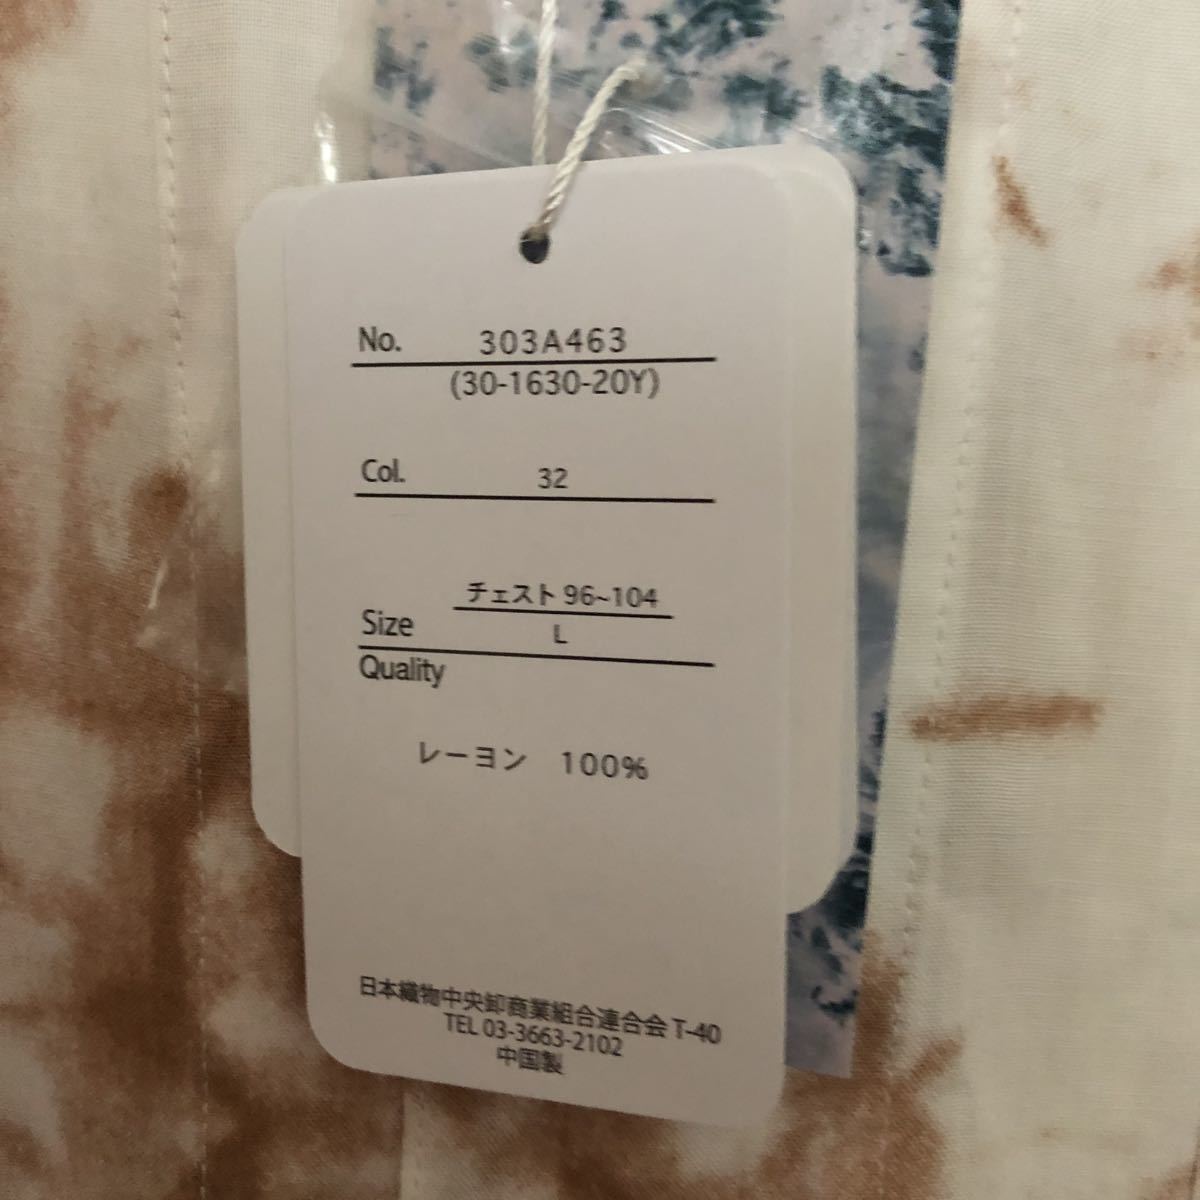 No. 303A463
(30-1630-20Y)
Col. 32
チェスト 96~104
Size L
Quality
レーヨン 100%
日本織物中央卸商業組合連合会 T-40
TEL 03-3663-2102
中国製